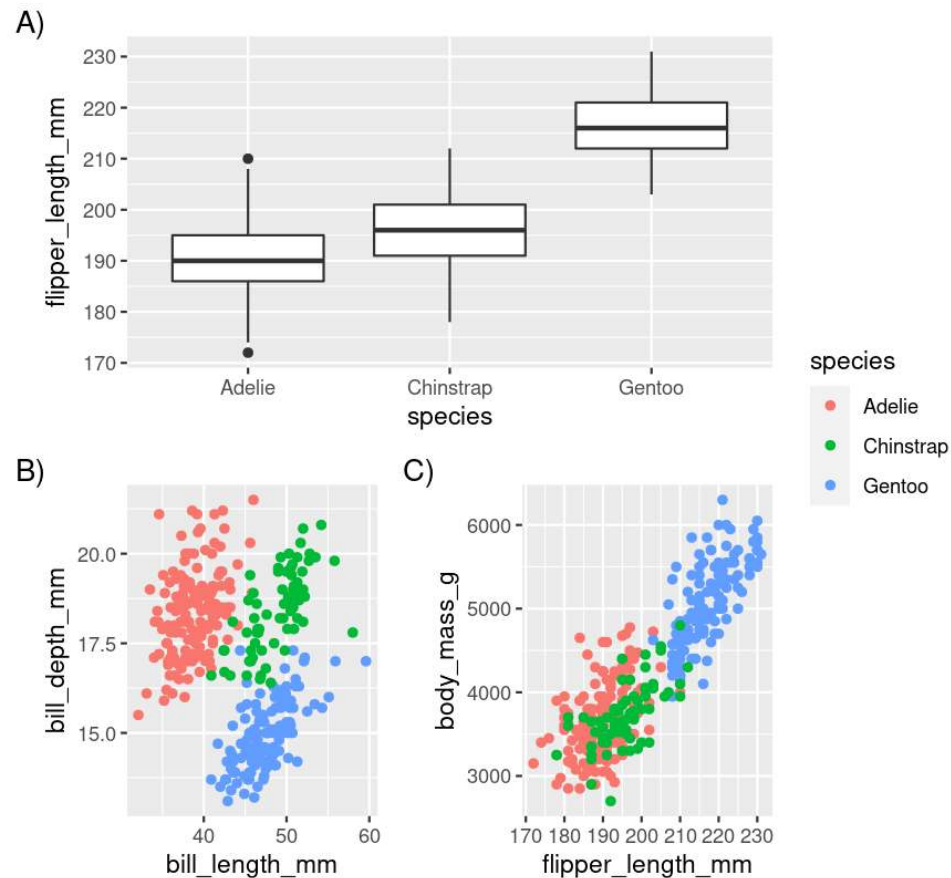 A)
flipper_length_mm
230
220
210
200
190
180
170
Adelie
Chinstrap
Gentoo
species
species
Adelie
Chinstrap
Gentoo
B)
bill_depth_mm
20.0
17.5
15.0
40
50
60
bill_length_mm
C)
body_mass_g
6000
5000
4000
3000
170
180
190
200
210
220
230
flipper_length_mm